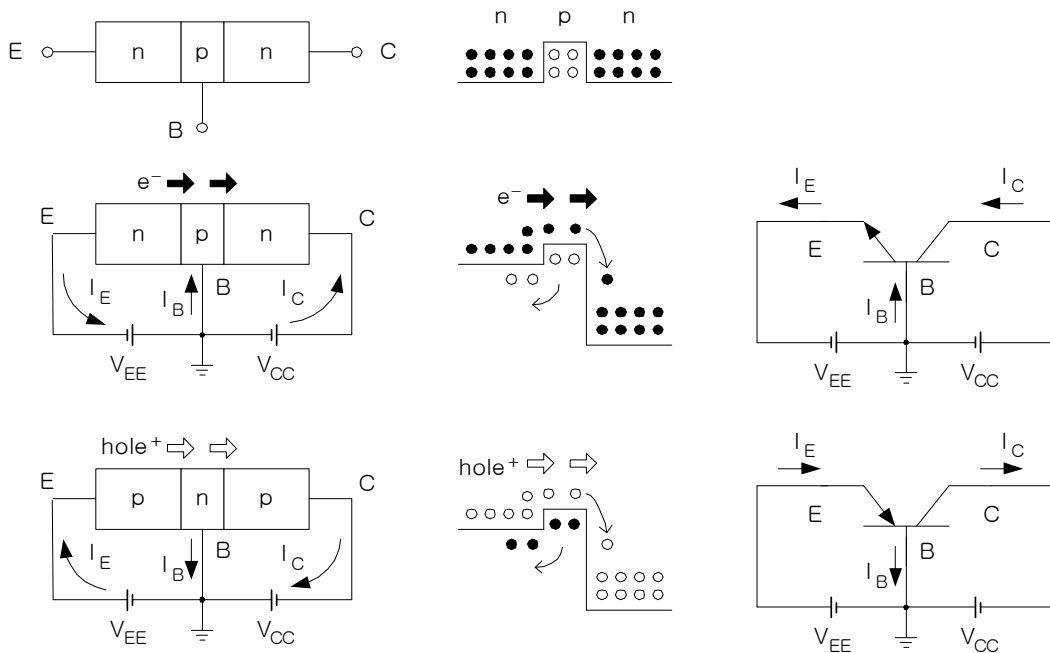 n p n
E n p n C
B
e⁻ e⁻
I_E I_C
E n p n C
E C
I_E I_B B I_C
I_B B
V_EE V_CC
V_EE V_CC
hole⁺ hole⁺
I_E I_C
E p n p C
E C
I_E I_B B I_C
I_B B
V_EE V_CC
V_EE V_CC